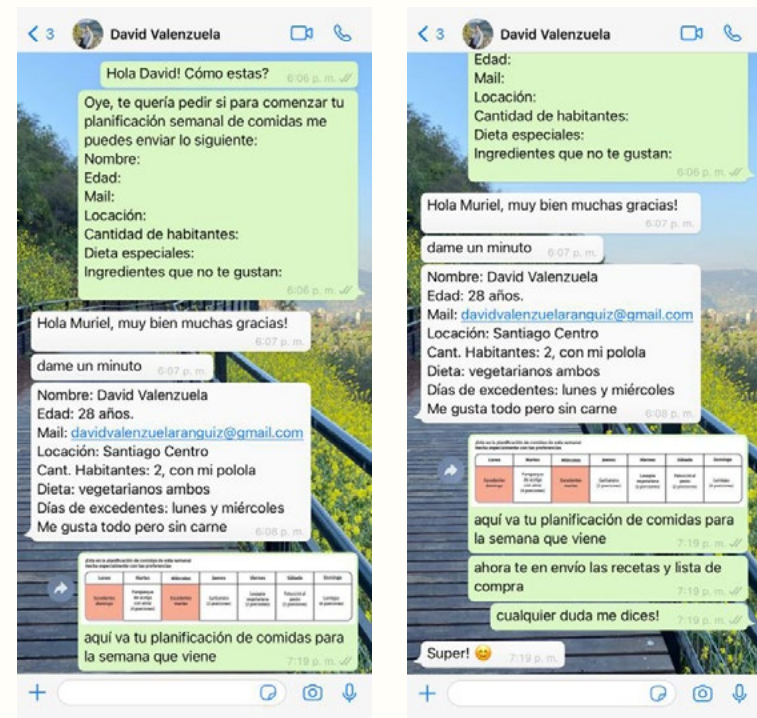 3
David Valenzuela
Hola David! Cómo estas?
6:06 p. m.
Oye, te quería pedir si para comenzar tu
planificación semanal de comidas me
puedes enviar lo siguiente:
Nombre:
Edad:
Mail:
Locación:
Cantidad de habitantes:
Dieta especiales:
Ingredientes que no te gustan:
6:06 p. m.
Hola Muriel, muy bien muchas gracias!
6:07 p. m.
dame un minuto
6:07 p. m.
Nombre: David Valenzuela
Edad: 28 años.
Mail: davidvalenzuelaranguiz@gmail.com
Locación: Santiago Centro
Cant. Habitantes: 2, con mi polola
Dieta: vegetarianos ambos
Días de excedentes: lunes y miércoles
Me gusta todo pero sin carne
6:08 p. m.
Lunes Martes Miércoles Jueves Viernes Sábado Domingo
aquí va tu planificación de comidas para
la semana que viene
7:19 p. m.
3
David Valenzuela
Edad:
Mail:
Locación:
Cantidad de habitantes:
Dieta especiales:
Ingredientes que no te gustan:
6:06 p. m.
Hola Muriel, muy bien muchas gracias!
6:07 p. m.
dame un minuto
6:07 p. m.
Nombre: David Valenzuela
Edad: 28 años.
Mail: davidvalenzuelaranguiz@gmail.com
Locación: Santiago Centro
Cant. Habitantes: 2, con mi polola
Dieta: vegetarianos ambos
Días de excedentes: lunes y miércoles
Me gusta todo pero sin carne
6:08 p. m.
Lunes Martes Miércoles Jueves Viernes Sábado Domingo
aquí va tu planificación de comidas para
la semana que viene
7:19 p. m.
ahora te en envío las recetas y lista de
compra
7:19 p. m.
cualquier duda me dices!
7:19 p. m.
Super!
7:19 p. m.